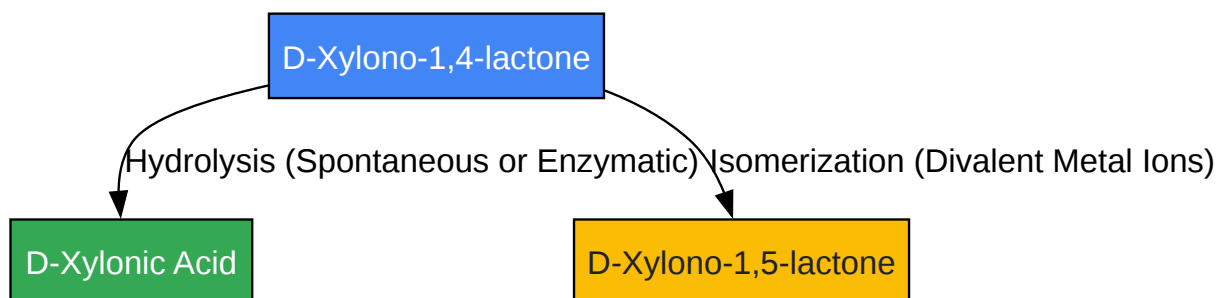 D-Xylono-1,4-lactone
Hydrolysis (Spontaneous or Enzymatic)
Isomerization (Divalent Metal Ions)
D-Xylonic Acid
D-Xylono-1,5-lactone